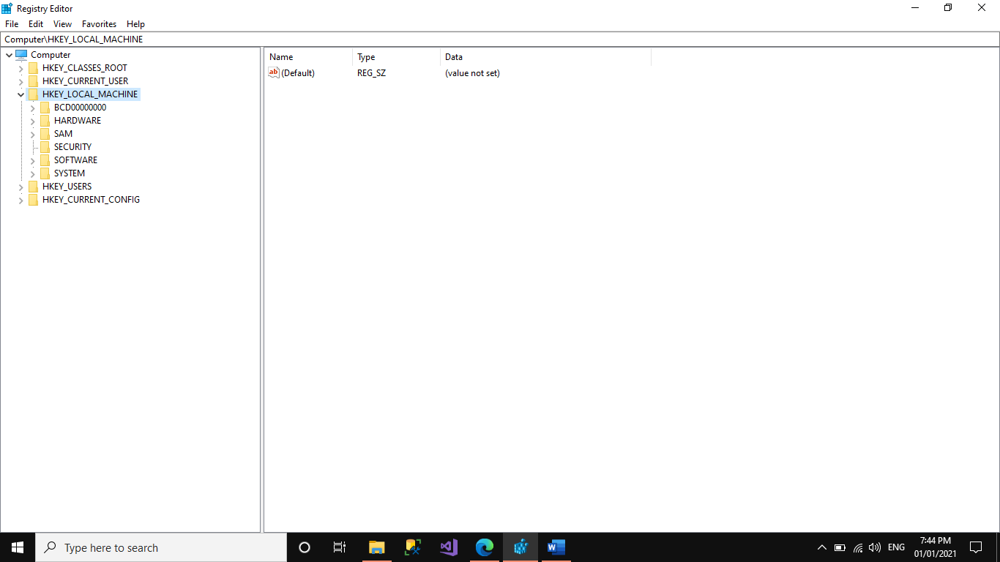 Registry Editor
File Edit View Favorites Help
Computer\HKEY_LOCAL_MACHINE
Computer
HKEY_CLASSES_ROOT
HKEY_CURRENT_USER
HKEY_LOCAL_MACHINE
BCD00000000
HARDWARE
SAM
SECURITY
SOFTWARE
SYSTEM
HKEY_USERS
HKEY_CURRENT_CONFIG
Name Type Data
ab (Default) REG_SZ (value not set)
Type here to search
ENG
7:44 PM
01/01/2021